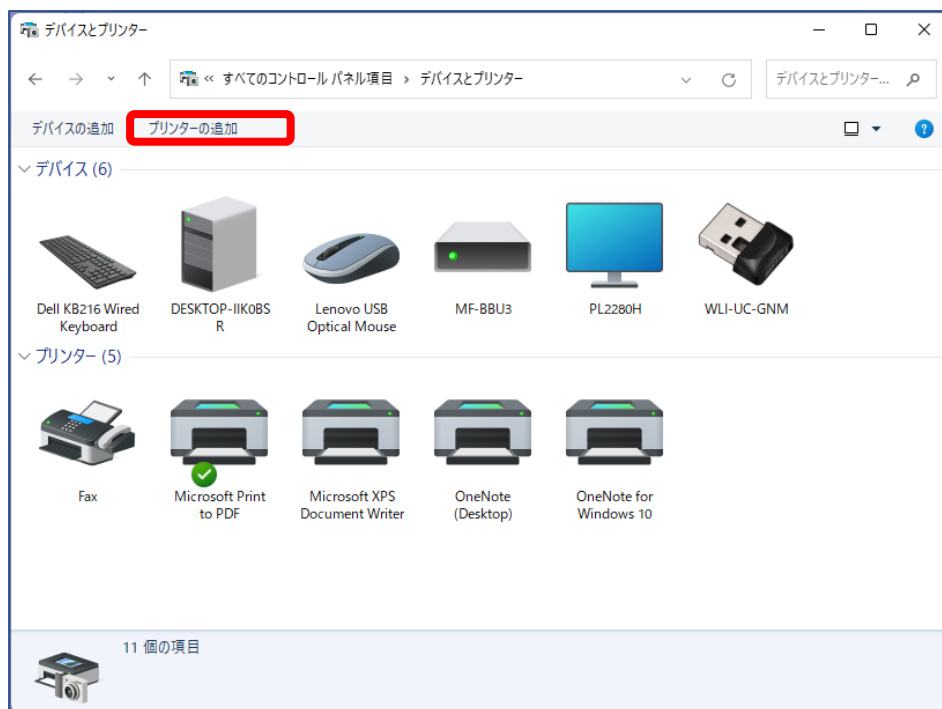 デバイスとプリンター
« すべてのコントロール パネル項目 › デバイスとプリンター
デバイスとプリンター...
デバイスの追加 プリンターの追加
?
デバイス (6)
Dell KB216 Wired
Keyboard
DESKTOP-IIK0BS
R
Lenovo USB
Optical Mouse
MF-BBU3
PL2280H
WLI-UC-GNM
プリンター (5)
Fax
Microsoft Print
to PDF
Microsoft XPS
Document Writer
OneNote
(Desktop)
OneNote for
Windows 10
11 個の項目